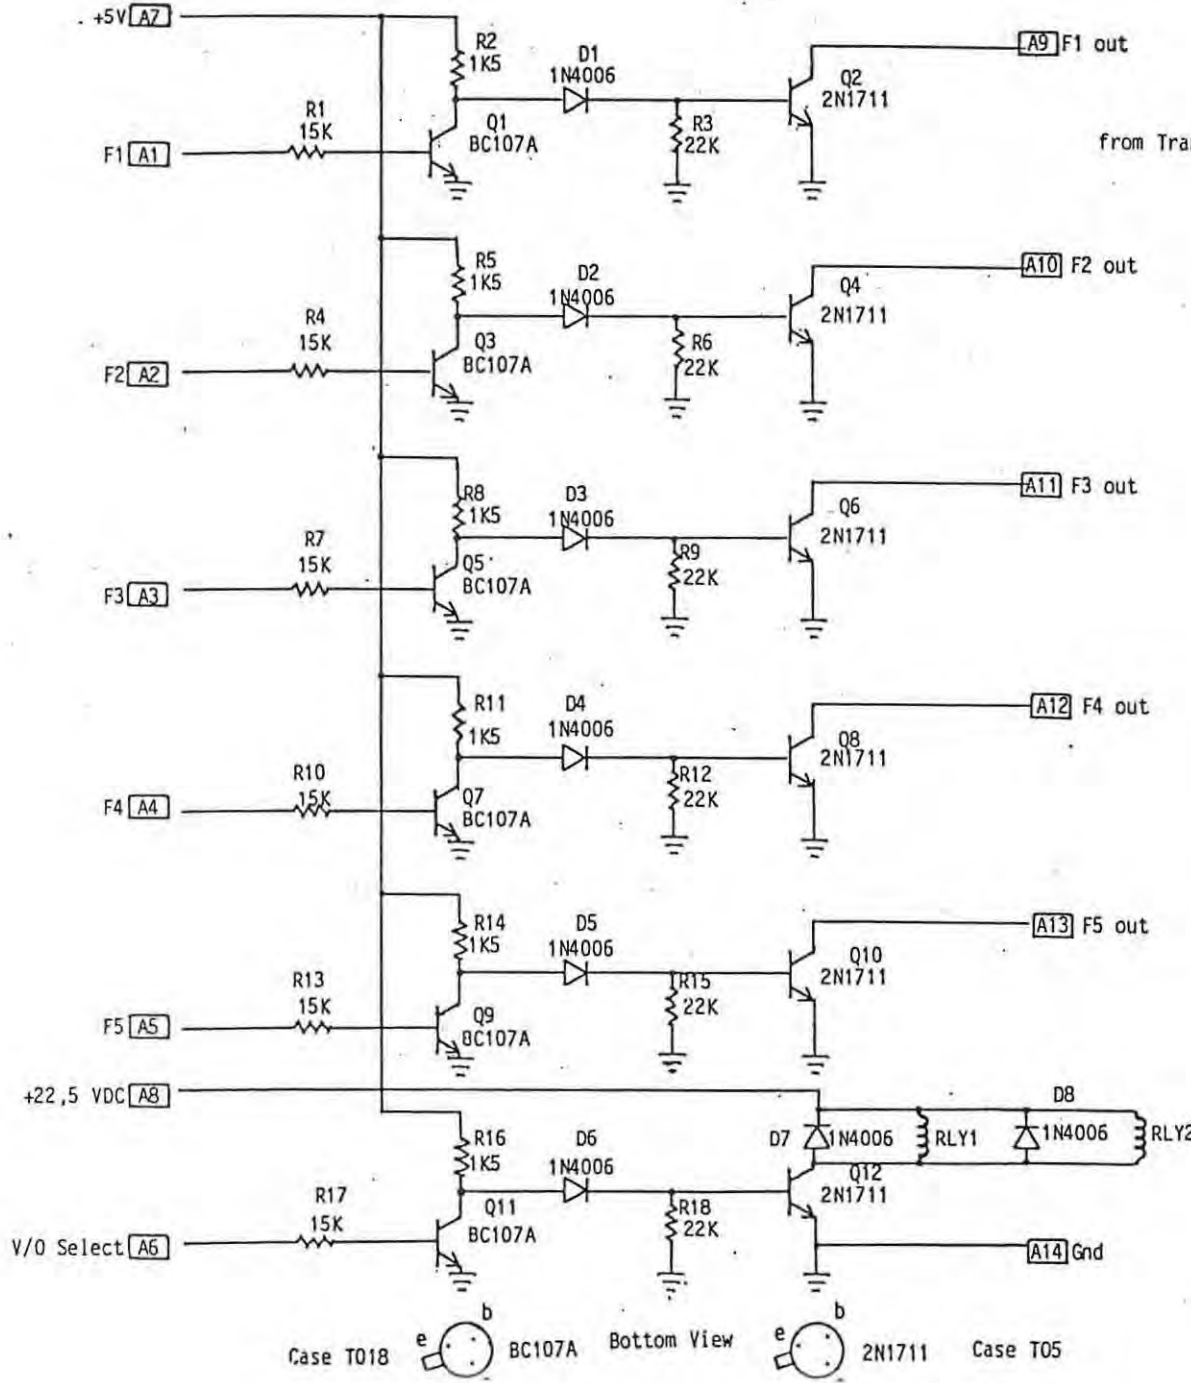 +5V A7
R2
1K5
D1
1N4006
Q2
2N1711
A9 F1 out
R1
15K
Q1
BC107A
R3
22K
F1 A1
from Tra
R5
1K5
D2
1N4006
Q4
2N1711
A10 F2 out
R4
15K
Q3
BC107A
R6
22K
F2 A2
R8
1K5
D3
1N4006
Q6
2N1711
A11 F3 out
R7
15K
Q5
BC107A
R9
22K
F3 A3
R11
1K5
D4
1N4006
Q8
2N1711
A12 F4 out
R10
15K
Q7
BC107A
R12
22K
F4 A4
R14
1K5
D5
1N4006
Q10
2N1711
A13 F5 out
R13
15K
Q9
BC107A
R15
22K
F5 A5
+22,5 VDC A8
R16
1K5
D6
1N4006
D7
1N4006
RLY1
D8
1N4006
RLY2
Q12
2N1711
R17
15K
Q11
BC107A
R18
22K
V/O Select A6
A14 Gnd
Case TO18
e
b
BC107A
Bottom View
e
b
2N1711
Case TO5